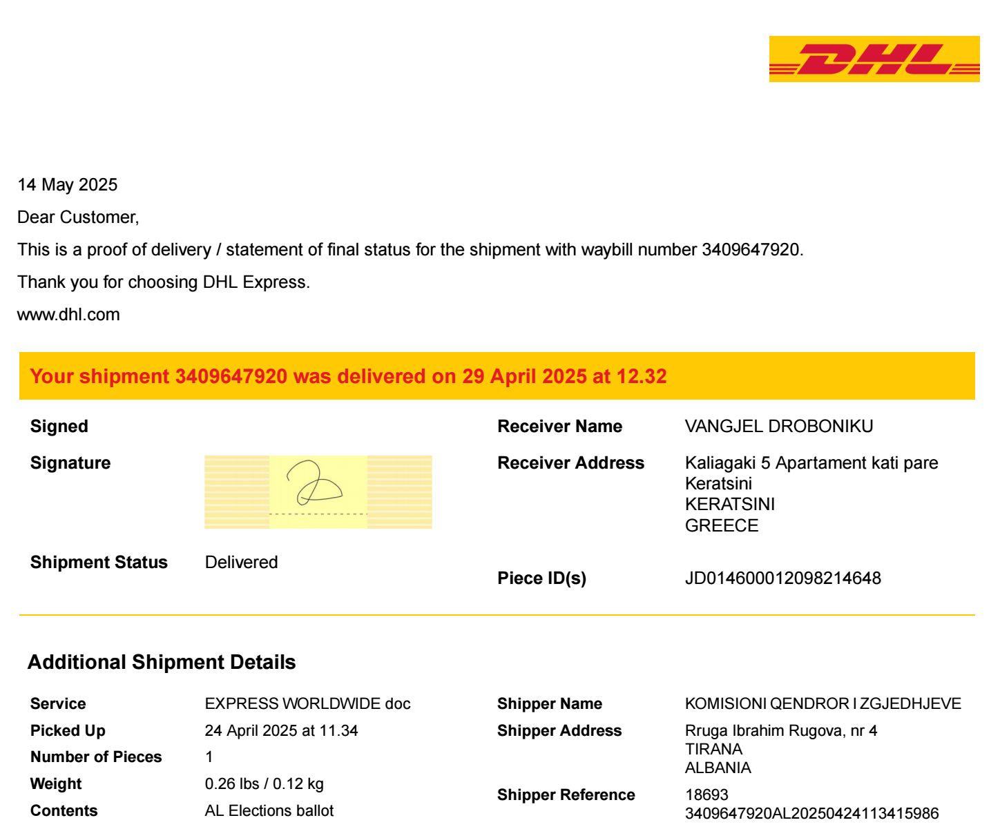 DHL
14 May 2025
Dear Customer,
This is a proof of delivery / statement of final status for the shipment with waybill number 3409647920.
Thank you for choosing DHL Express.
www.dhl.com
Your shipment 3409647920 was delivered on 29 April 2025 at 12.32
Signed
Signature
Shipment Status Delivered
Receiver Name VANGJEL DROBONIKU
Receiver Address Kaliagaki 5 Apartament kati pare
Keratsini
KERATSINI
GREECE
Piece ID(s) JD014600012098214648
Additional Shipment Details
Service EXPRESS WORLDWIDE doc
Picked Up 24 April 2025 at 11.34
Number of Pieces 1
Weight 0.26 lbs / 0.12 kg
Contents AL Elections ballot
Shipper Name KOMISIONI QENDROR I ZGJEDHJEVE
Shipper Address Rruga Ibrahim Rugova, nr 4
TIRANA
ALBANIA
Shipper Reference 18693
3409647920AL20250424113415986